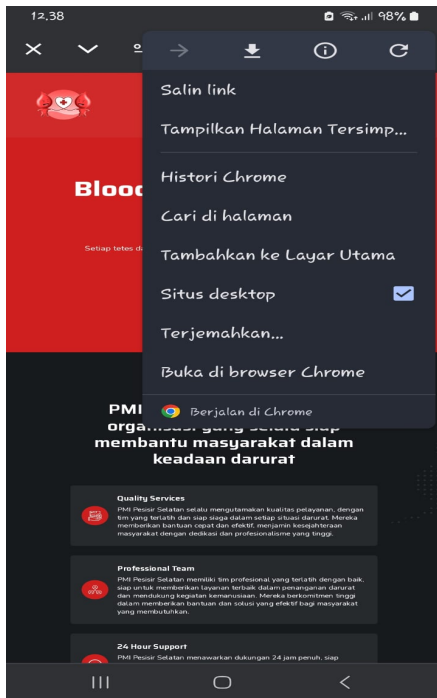 12.38
98%
Salin link
Tampilkan Halaman Tersimp...
Histori Chrome
Cari di halaman
Tambahkan ke Layar Utama
Situs desktop
Terjemahkan...
Buka di browser Chrome
Berjalan di Chrome
Setiap tetes
PMI
membantu masyarakat dalam
keadaan darurat
Quality Services
PMI Pesisir Selatan selalu mengutamakan kualitas pelayanan, dengan
tim yang terlatih dan siap siaga dalam setiap situasi darurat. Mereka
memberikan bantuan cepat dan efektif, menjamin kesejahteraan
masyarakat dengan dedikasi dan profesionalisme yang tinggi.
Professional Team
PMI Pesisir Selatan memiliki tim profesional yang terlatih dengan baik,
siap untuk memberikan layanan terbaik dalam penanganan darurat
dan mendukung kegiatan kemanusiaan. Mereka berkomitmen tinggi
dalam memberikan bantuan dan solusi yang efektif bagi masyarakat
yang membutuhkan.
24 Hour Support
PMI Pesisir Selatan menawarkan dukungan 24 jam penuh, siap